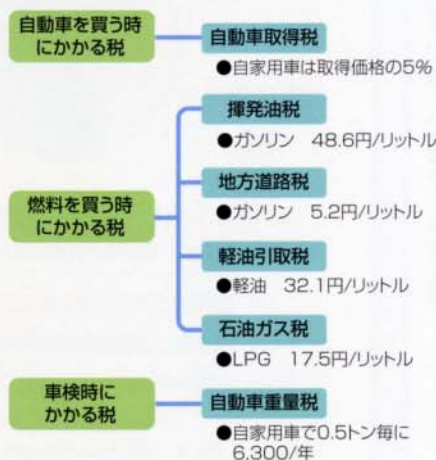 自動車を買う時
にかかる税
自動車取得税
●自家用車は取得価格の5%
燃料を買う時
にかかる税
揮発油税
●ガソリン 48.6円/リットル
地方道路税
●ガソリン 5.2円/リットル
軽油引取税
●軽油 32.1円/リットル
石油ガス税
●LPG 17.5円/リットル
車検時に
かかる税
自動車重量税
●自家用車で0.5トン毎に
6,300/年